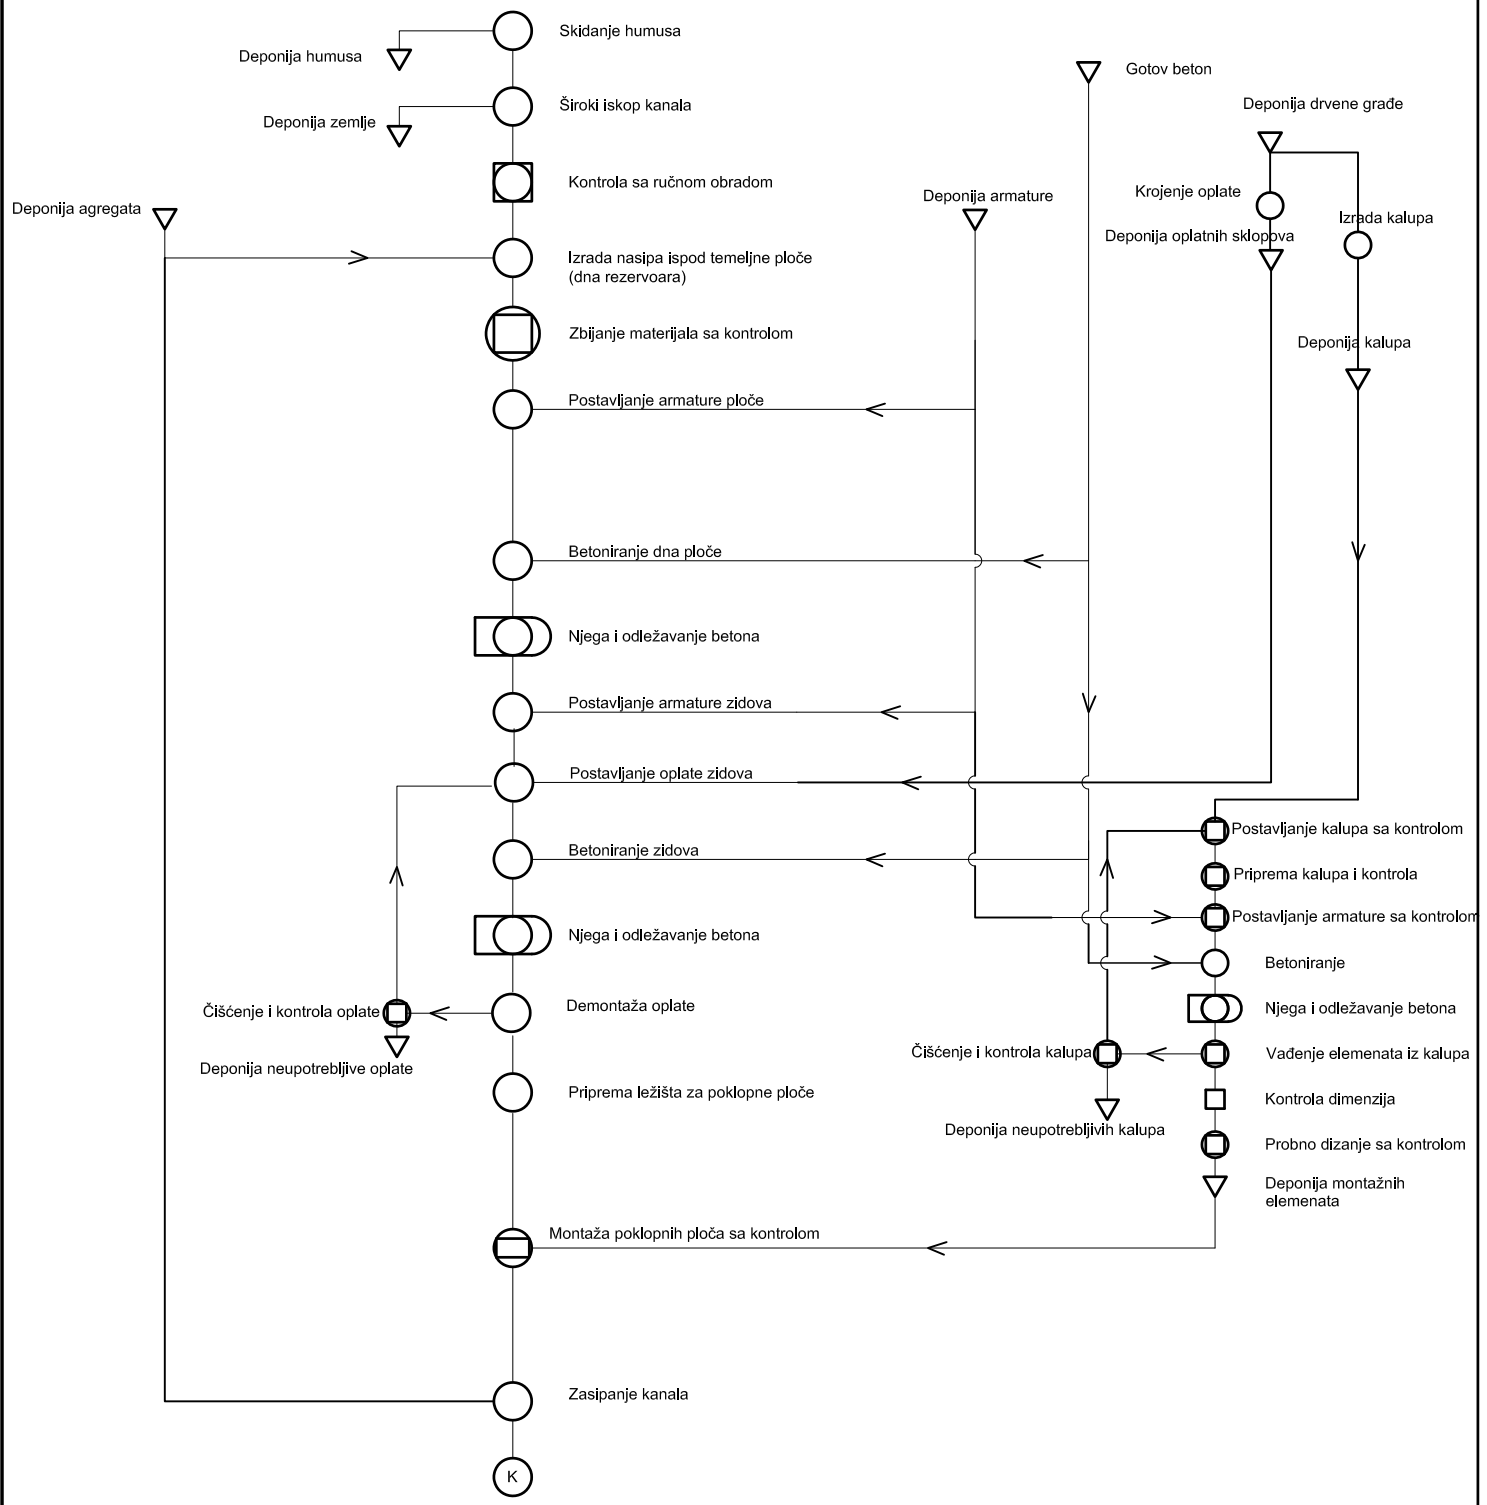 Skidanje humusa
Deponija humusa
Gotov beton
Široki iskop kanala
Deponija drvene građe
Deponija zemlje
Kontrola sa ručnom obradom
Krojenje oplate
Deponija armature
Deponija agregata
Izrada kalupa
Deponija oplatnih sklopova
Izrada nasipa ispod temeljne ploče
(dna rezervoara)
Zbijanje materijala sa kontrolom
Deponija kalupa
Postavljanje armature ploče
Betoniranje dna ploče
Njega i odležavanje betona
Postavljanje armature zidova
Postavljanje oplate zidova
Postavljanje kalupa sa kontrolom
Betoniranje zidova
Priprema kalupa i kontrola
Postavljanje armature sa kontrolom
Njega i odležavanje betona
Betoniranje
Demontaža oplate
Čišćenje i kontrola oplate
Njega i odležavanje betona
Čišćenje i kontrola kalupa
Vađenje elemenata iz kalupa
Deponija neupotrebljive oplate
Priprema ležišta za poklopne ploče
Kontrola dimenzija
Deponija neupotrebljivih kalupa
Probno dizanje sa kontrolom
Deponija montažnih
elemenata
Montaža poklopnih ploča sa kontrolom
Zasipanje kanala
K